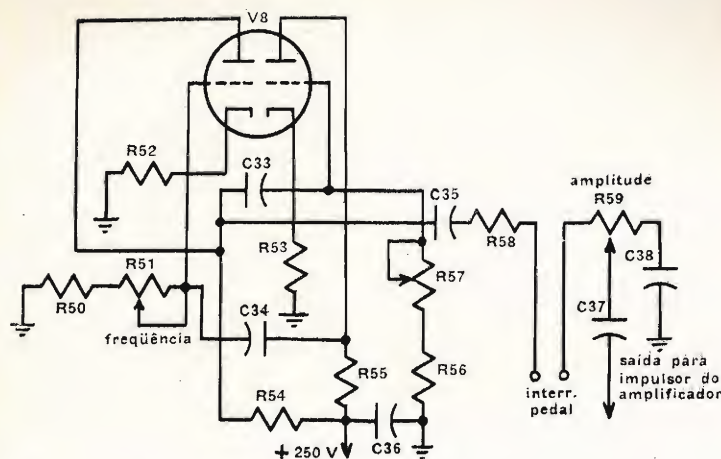 V8
R52
C33
C35
amplitude
R59
R58
R53
R57
C38
R51
R50
C34
C37
freqüência
R55
R56
saída para
impulsor do
amplificador
interr.
pedal
R54
C36
+ 250 V